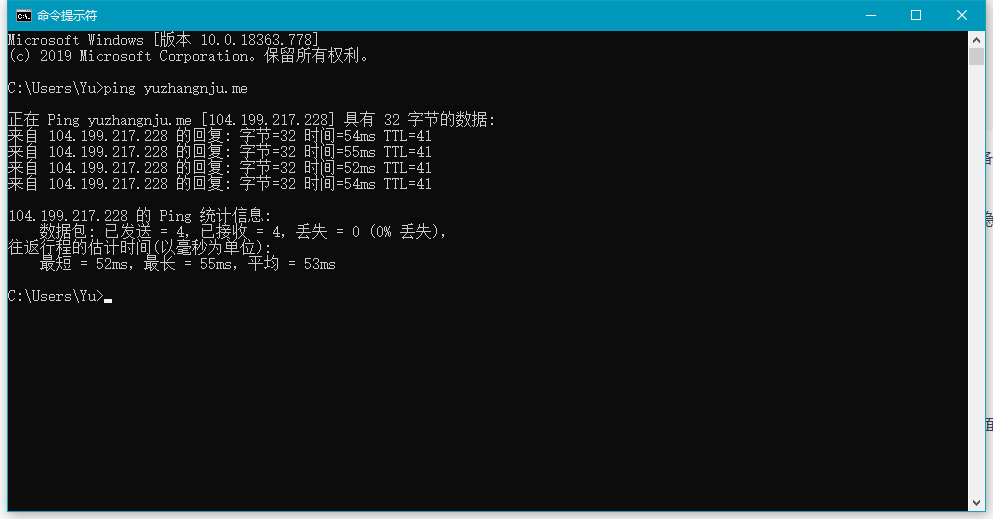 命令提示符
Microsoft Windows [版本 10.0.18363.778]
(c) 2019 Microsoft Corporation。保留所有权利。
C:\Users\Yu>ping yuzhangnju.me
正在 Ping yuzhangnju.me [104.199.217.228] 具有 32 字节的数据:
来自 104.199.217.228 的回复: 字节=32 时间=54ms TTL=41
来自 104.199.217.228 的回复: 字节=32 时间=55ms TTL=41
来自 104.199.217.228 的回复: 字节=32 时间=52ms TTL=41
来自 104.199.217.228 的回复: 字节=32 时间=54ms TTL=41
104.199.217.228 的 Ping 统计信息:
    数据包: 已发送 = 4，已接收 = 4，丢失 = 0 (0% 丢失)，
往返行程的估计时间(以毫秒为单位):
    最短 = 52ms，最长 = 55ms，平均 = 53ms
C:\Users\Yu>